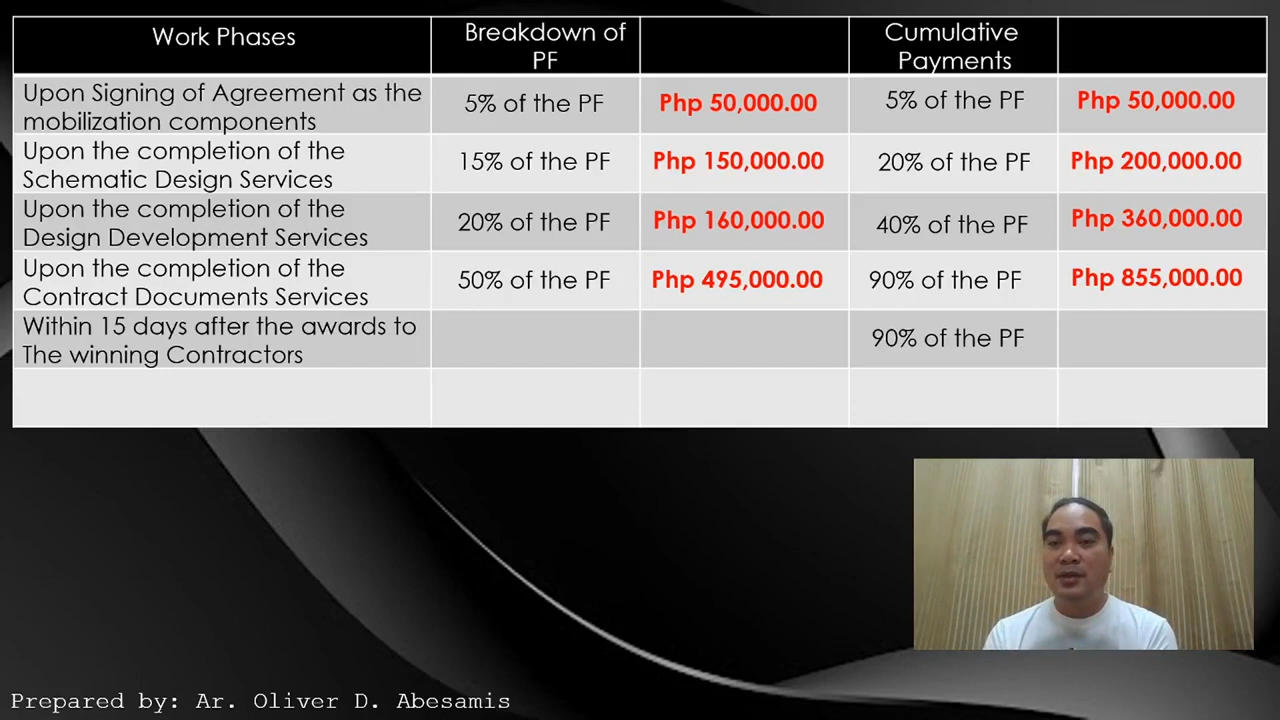 Work Phases
Breakdown of
PF
Cumulative
Payments
Upon Signing of Agreement as the
mobilization components
5% of the PF
Php 50,000.00
5% of the PF
Php 50,000.00
Upon the completion of the
Schematic Design Services
15% of the PF
Php 150,000.00
20% of the PF
Php 200,000.00
Upon the completion of the
Design Development Services
20% of the PF
Php 160,000.00
40% of the PF
Php 360,000.00
Upon the completion of the
Contract Documents Services
50% of the PF
Php 495,000.00
90% of the PF
Php 855,000.00
Within 15 days after the awards to
The winning Contractors
90% of the PF
Prepared by: Ar. Oliver D. Abesamis